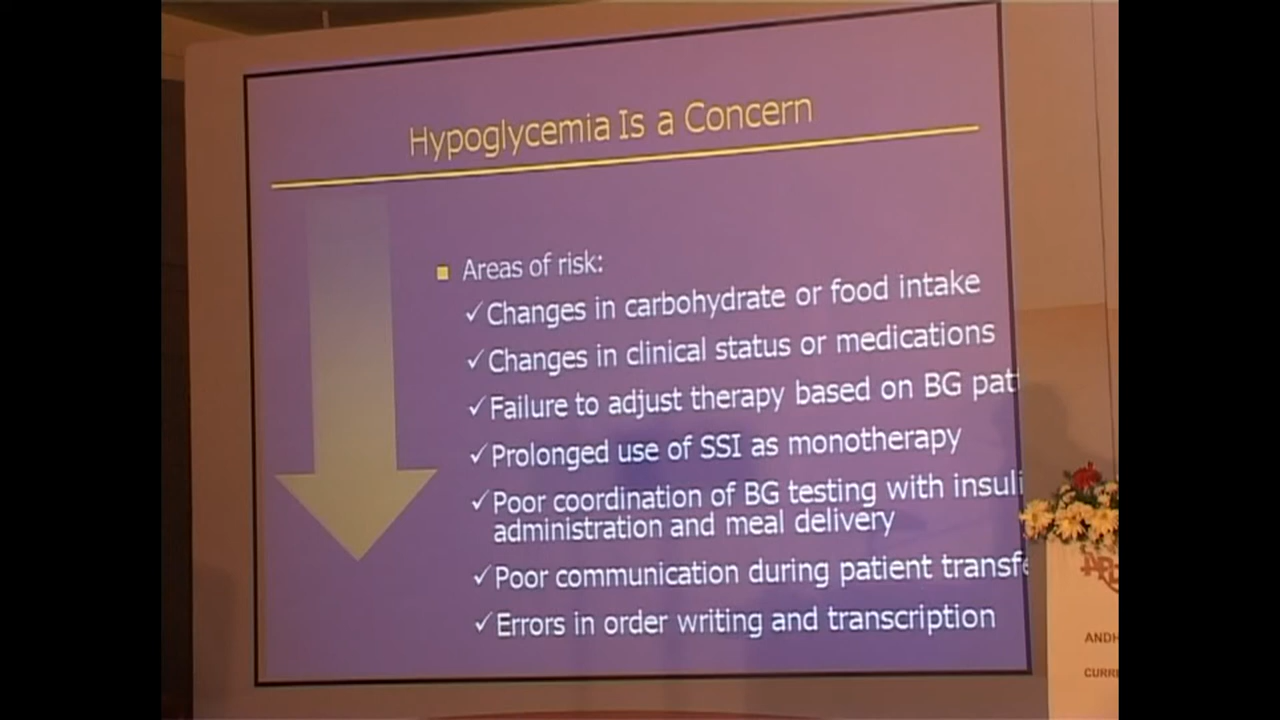 Hypoglycemia Is a Concern
Areas of risk:
Changes in carbohydrate or food intake
Changes in clinical status or medications
Failure to adjust therapy based on BG
Prolonged use of SSI as monotherapy
Poor coordination of BG testing with
administration and meal delivery
Poor communication during patient
Errors in order writing and transcription